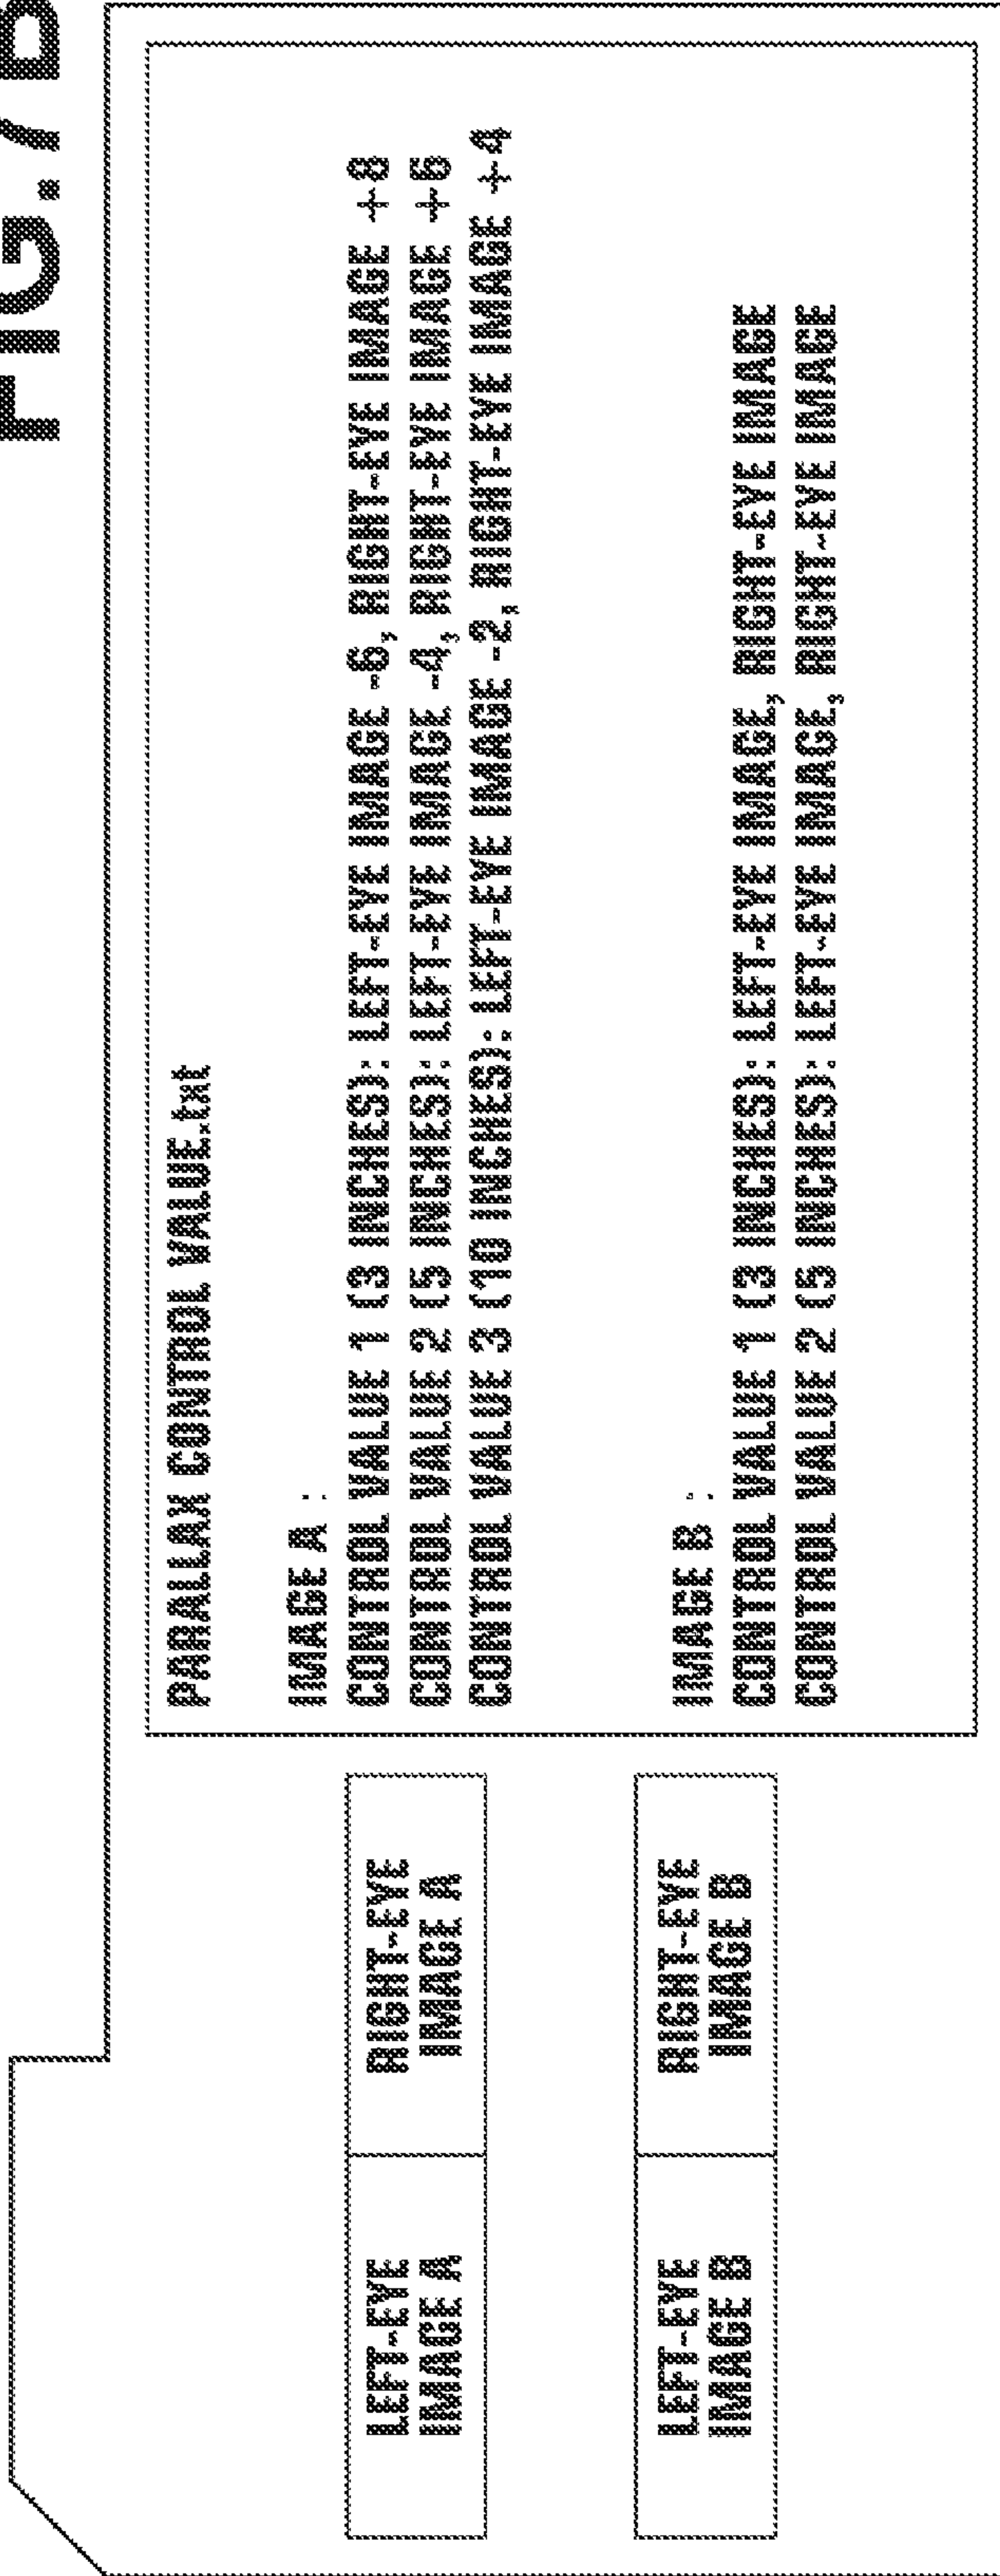 FIG.7B
PARALLAX CONTROL VALUE.txt
IMAGE A :
CONTROL VALUE 1 (3 INCHES): LEFT-EYE IMAGE -6, RIGHT-EYE IMAGE +8
CONTROL VALUE 2 (5 INCHES): LEFT-EYE IMAGE -4, RIGHT-EYE IMAGE +6
CONTROL VALUE 3 (10 INCHES): LEFT-EYE IMAGE -2, RIGHT-EYE IMAGE +4
IMAGE B :
CONTROL VALUE 1 (3 INCHES): LEFT-EYE IMAGE, RIGHT-EYE IMAGE
CONTROL VALUE 2 (5 INCHES): LEFT-EYE IMAGE, RIGHT-EYE IMAGE
LEFT-EYE
IMAGE A
RIGHT-EYE
IMAGE A
LEFT-EYE
IMAGE B
RIGHT-EYE
IMAGE B